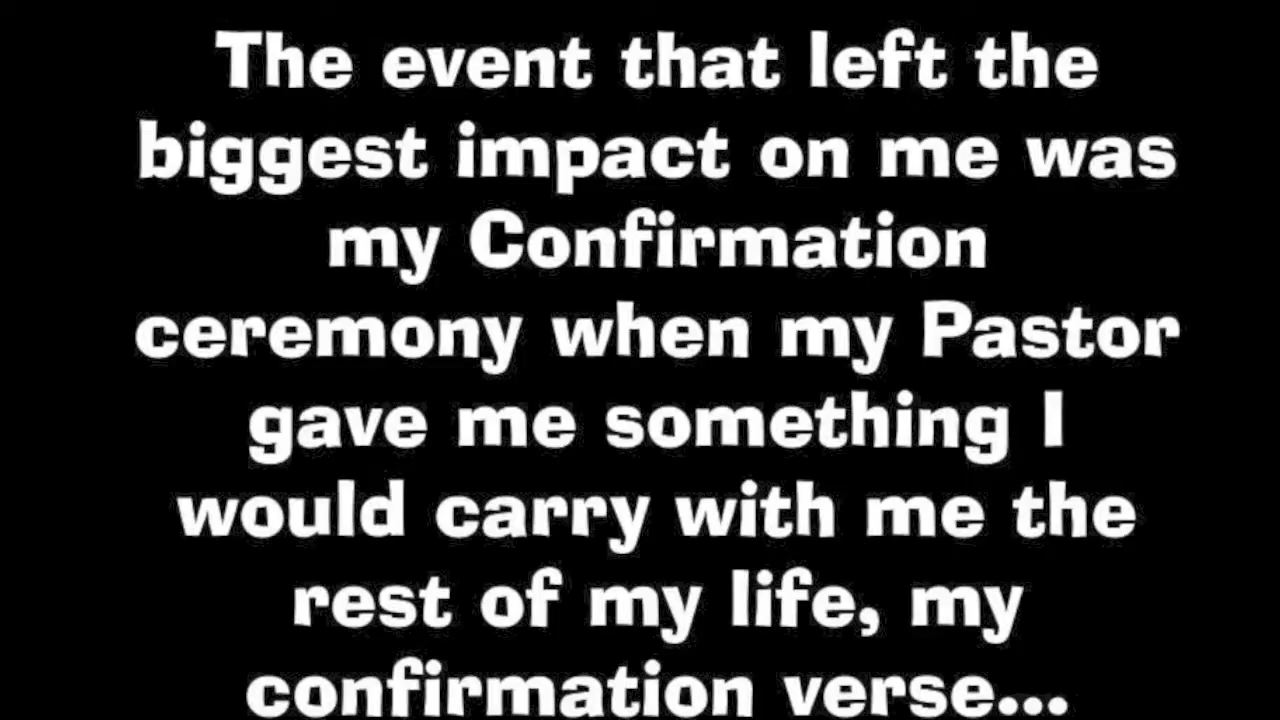 The event that left the
biggest impact on me was
my Confirmation
ceremony when my Pastor
gave me something I
would carry with me the
rest of my life, my
confirmation verse...